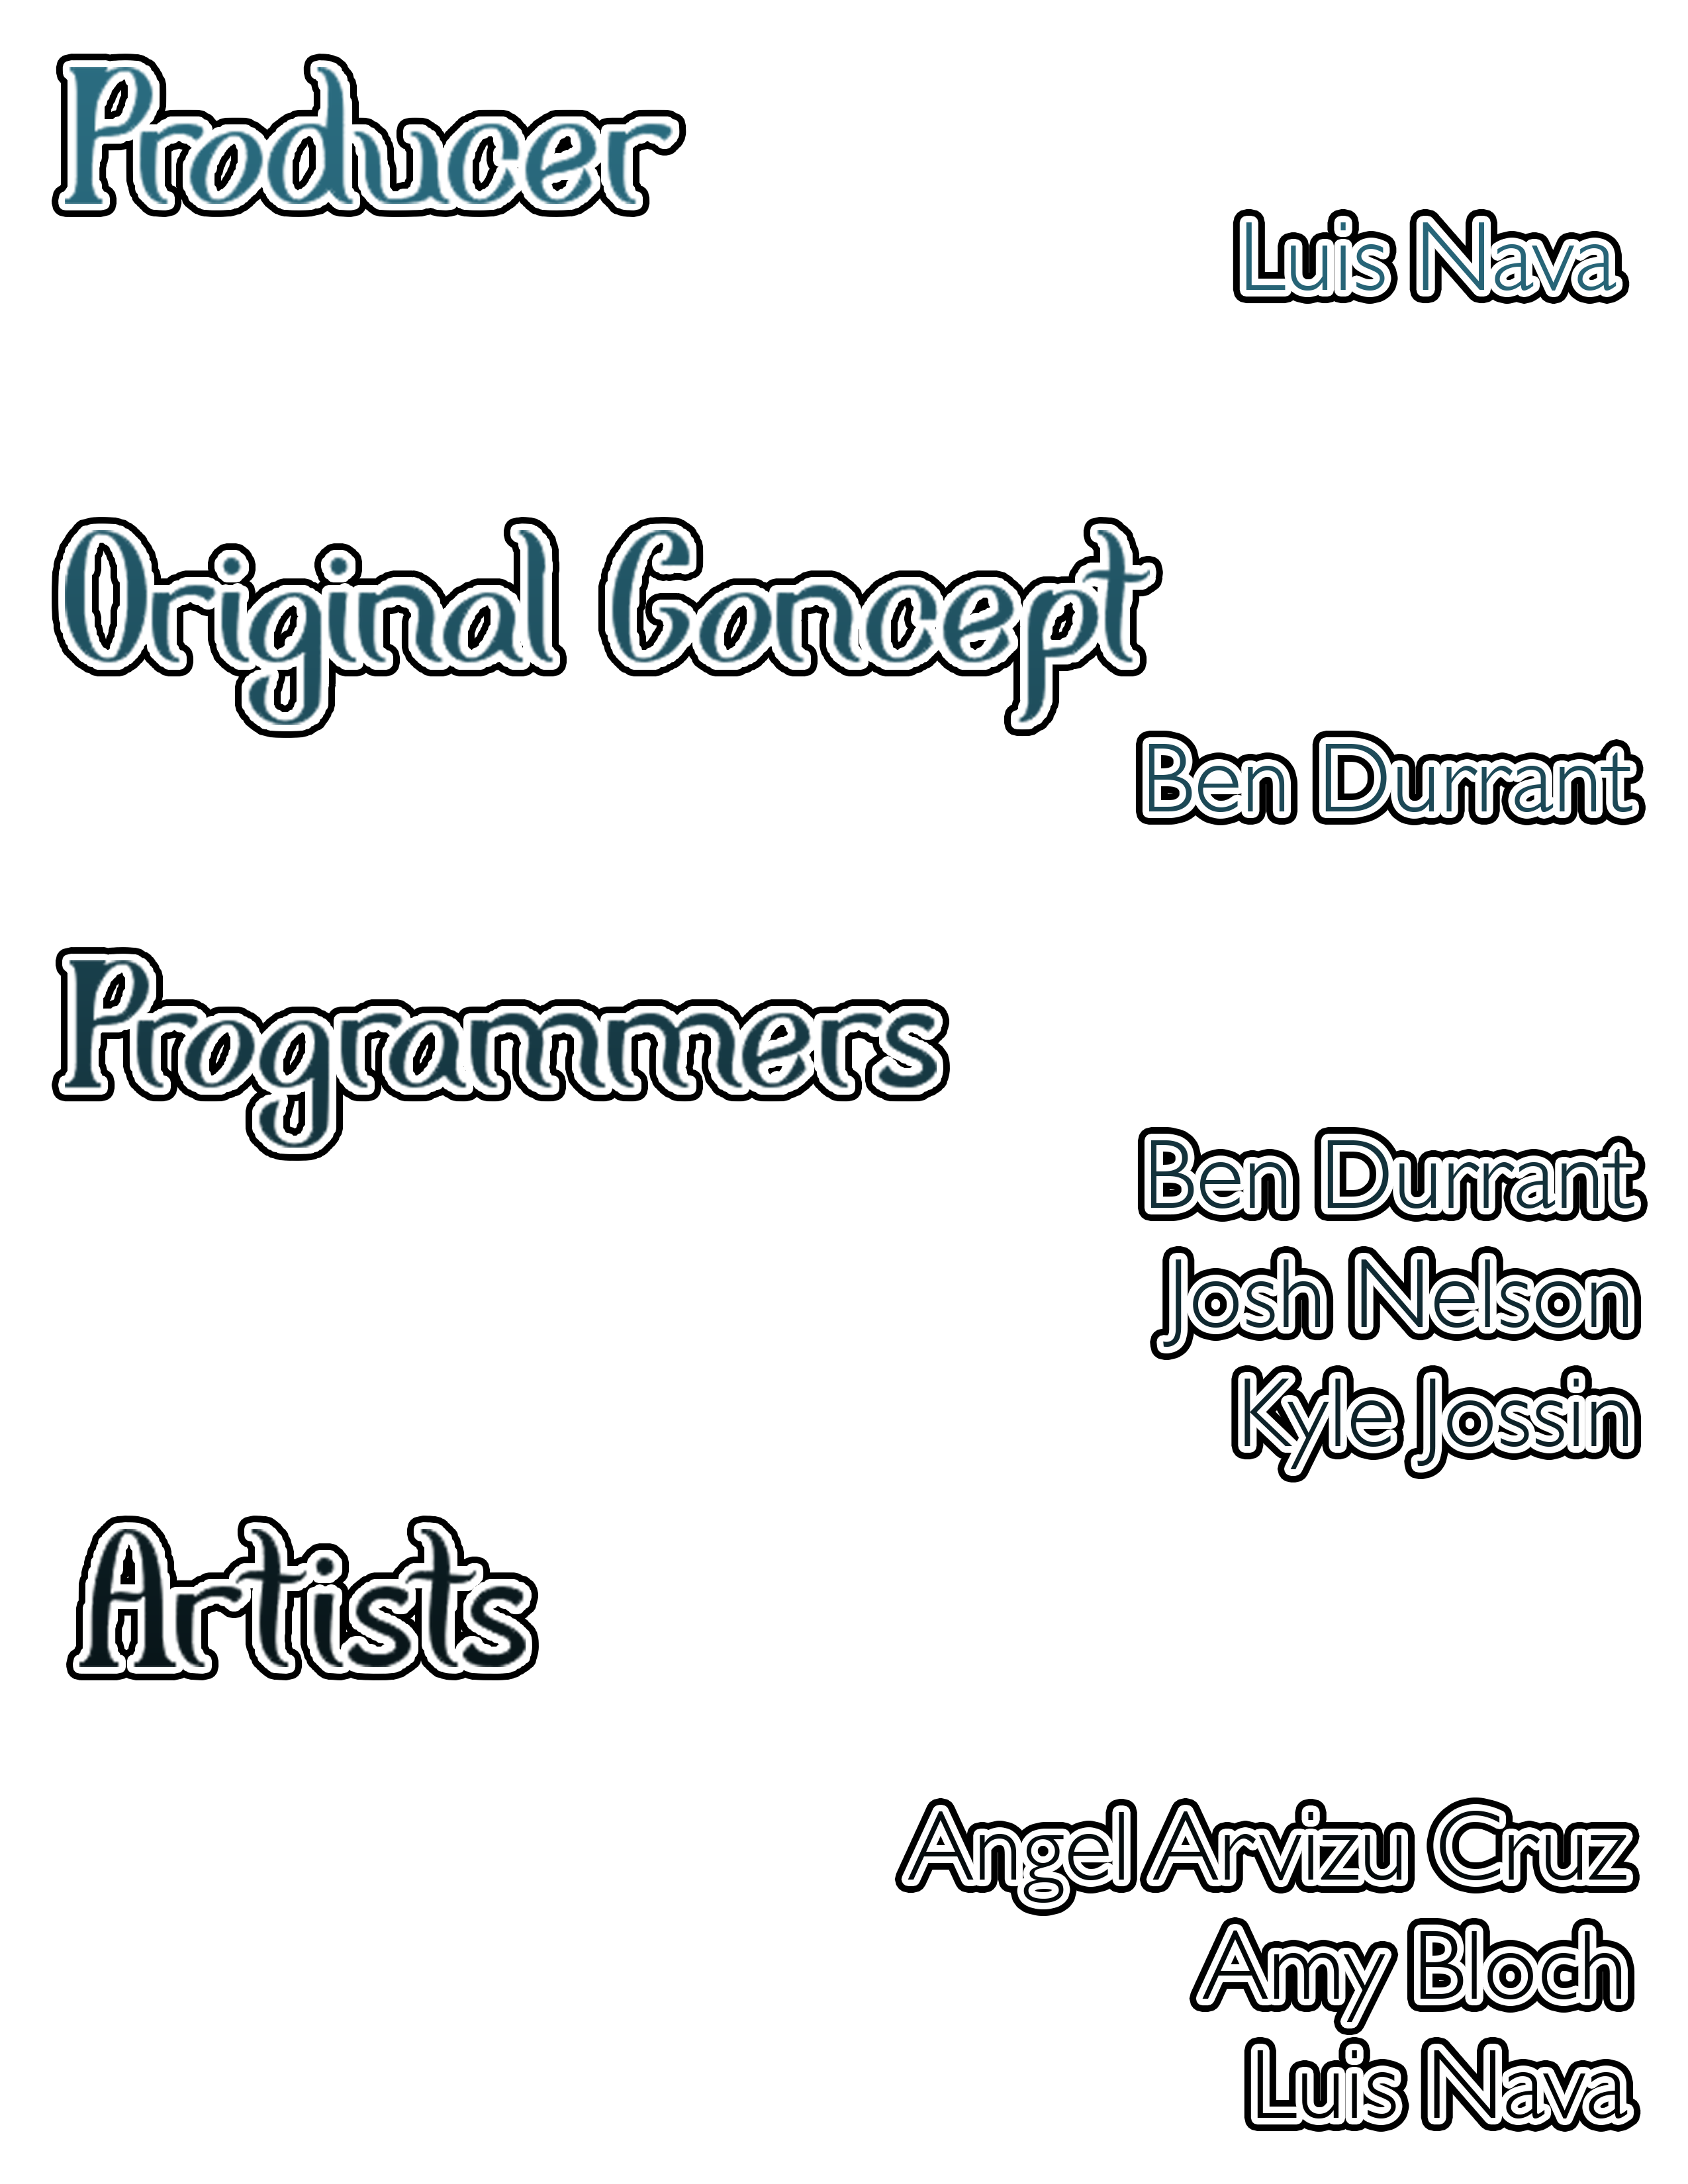 Producer
Luis Nava
Original Concept
Ben Durrant
Programmers
Ben Durrant
Josh Nelson
Kyle Jossin
Artists
Angel Arvizu Cruz
Amy Bloch
Luis Nava